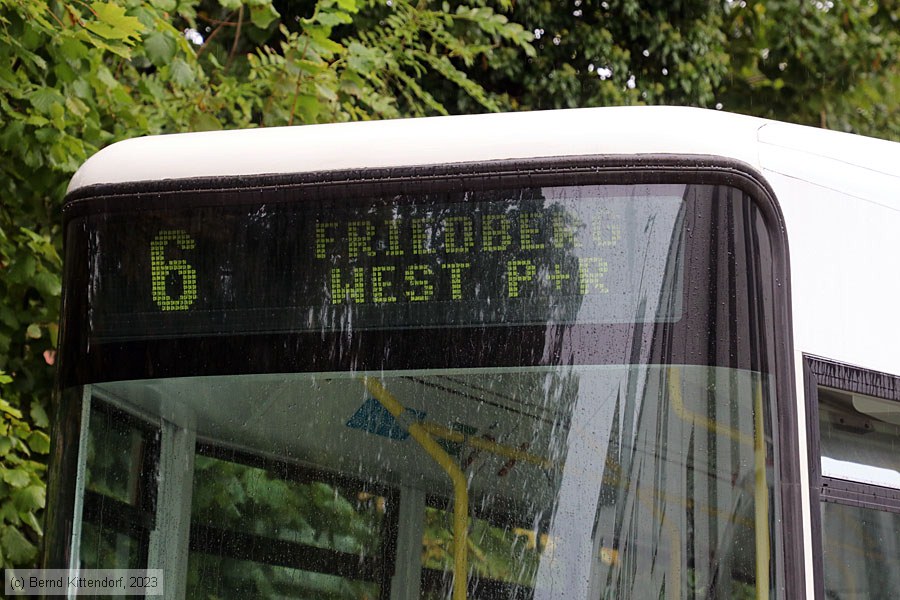 6
FRIEDBERG
WEST P+R
© Bernd Kittendorf, 2023